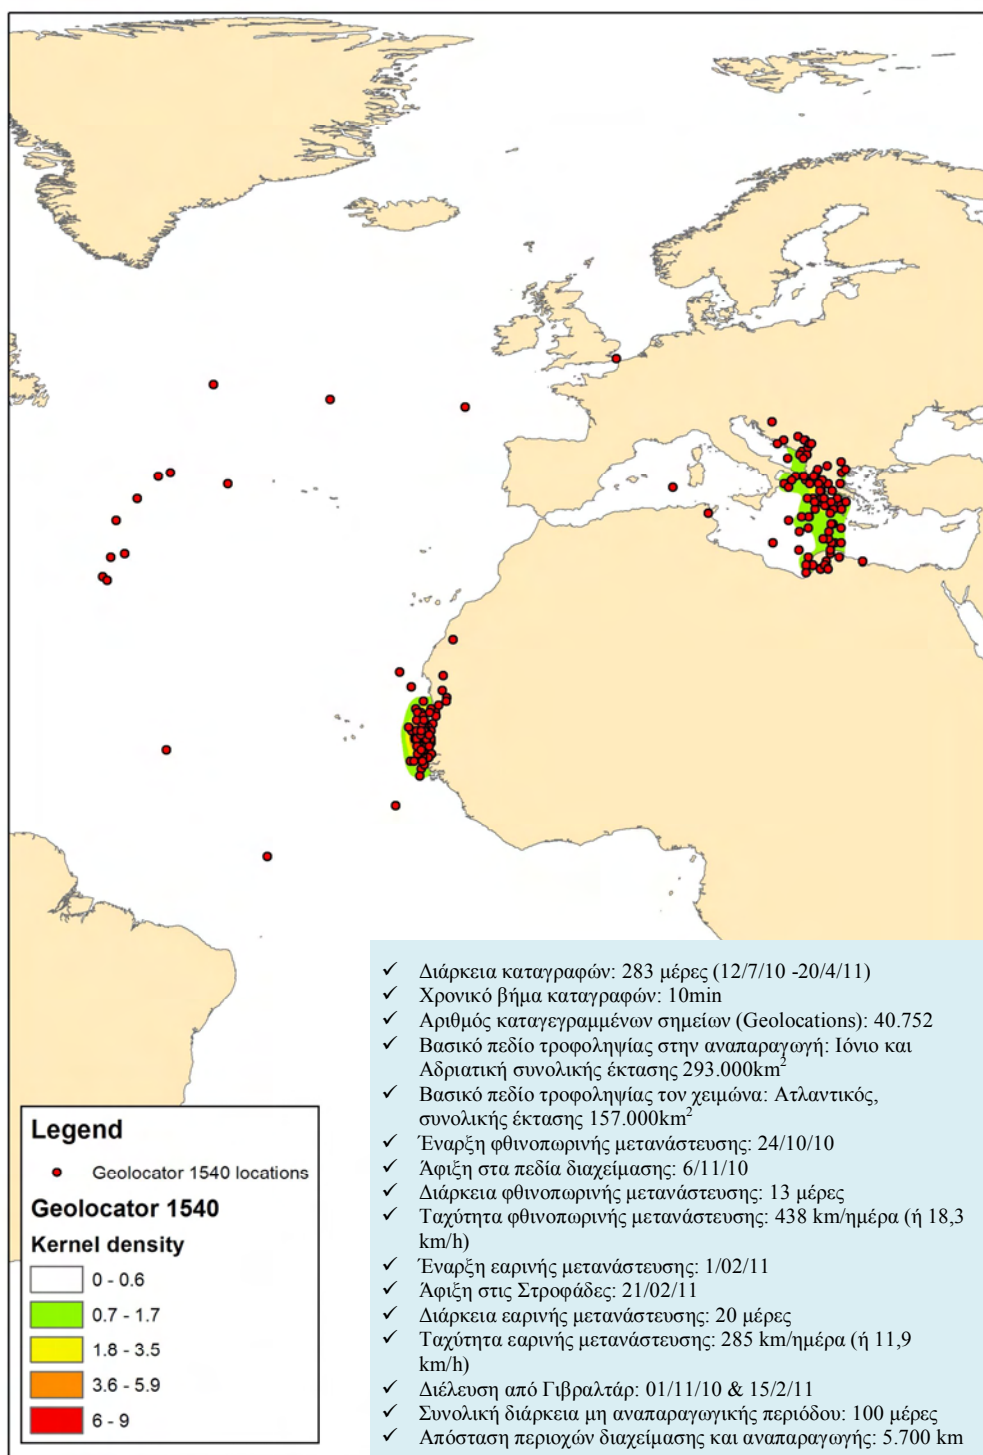 ✓ Διάρκεια καταγραφών: 283 μέρες (12/7/10 -20/4/11)
✓ Χρονικό βήμα καταγραφών: 10min
✓ Αριθμός καταγεγραμμένων σημείων (Geolocations): 40.752
✓ Βασικό πεδίο τροφοληψίας στην αναπαραγωγή: Ιόνιο και
Αδριατική συνολικής έκτασης 293.000km²
✓ Βασικό πεδίο τροφοληψίας τον χειμώνα: Ατλαντικός,
συνολικής έκτασης 157.000km²
✓ Έναρξη φθινοπωρινής μετανάστευσης: 24/10/10
✓ Άφιξη στα πεδία διαχείμασης: 6/11/10
✓ Διάρκεια φθινοπωρινής μετανάστευσης: 13 μέρες
✓ Ταχύτητα φθινοπωρινής μετανάστευσης: 438 km/ημέρα (ή 18,3
km/h)
✓ Έναρξη εαρινής μετανάστευσης: 1/02/11
✓ Άφιξη στις Στροφάδες: 21/02/11
✓ Διάρκεια εαρινής μετανάστευσης: 20 μέρες
✓ Ταχύτητα εαρινής μετανάστευσης: 285 km/ημέρα (ή 11,9
km/h)
✓ Διέλευση από Γιβραλτάρ: 01/11/10 & 15/2/11
✓ Συνολική διάρκεια μη αναπαραγωγικής περιόδου: 100 μέρες
✓ Απόσταση περιοχών διαχείμασης και αναπαραγωγής: 5.700 km
Legend
Geolocator 1540 locations
Geolocator 1540
Kernel density
0 - 0.6
0.7 - 1.7
1.8 - 3.5
3.6 - 5.9
6 - 9